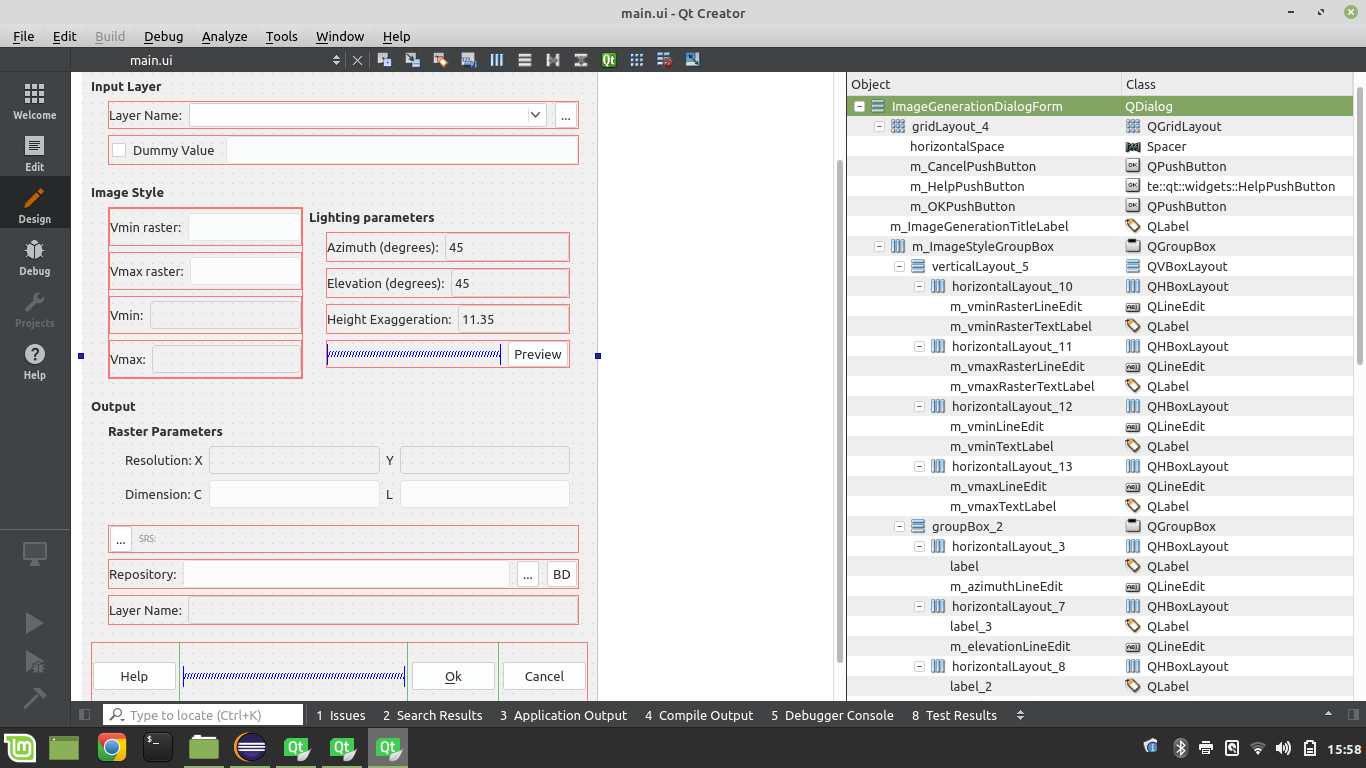 main.ui - Qt Creator
File Edit Build Debug Analyze Tools Window Help
main.ui
Welcome
Edit
Design
Debug
Projects
Help
Input Layer
Layer Name:
...
Dummy Value
Image Style
Vmin raster:
Vmax raster:
Vmin:
Vmax:
Lighting parameters
Azimuth (degrees): 45
Elevation (degrees): 45
Height Exaggeration: 11.35
Preview
Output
Raster Parameters
Resolution: X Y
Dimension: C L
... SRS:
Repository: ... BD
Layer Name:
Help Ok Cancel
Object Class
ImageGenerationDialogForm QDialog
gridLayout_4 QGridLayout
horizontalSpace Spacer
m_CancelPushButton QPushButton
m_HelpPushButton te::qt::widgets::HelpPushButton
m_OKPushButton QPushButton
m_ImageGenerationTitleLabel QLabel
m_ImageStyleGroupBox QGroupBox
verticalLayout_5 QVBoxLayout
horizontalLayout_10 QHBoxLayout
m_vminRasterLineEdit QLineEdit
m_vminRasterTextLabel QLabel
horizontalLayout_11 QHBoxLayout
m_vmaxRasterLineEdit QLineEdit
m_vmaxRasterTextLabel QLabel
horizontalLayout_12 QHBoxLayout
m_vminLineEdit QLineEdit
m_vminTextLabel QLabel
horizontalLayout_13 QHBoxLayout
m_vmaxLineEdit QLineEdit
m_vmaxTextLabel QLabel
groupBox_2 QGroupBox
horizontalLayout_3 QHBoxLayout
label QLabel
m_azimuthLineEdit QLineEdit
horizontalLayout_7 QHBoxLayout
label_3 QLabel
m_elevationLineEdit QLineEdit
horizontalLayout_8 QHBoxLayout
label_2 QLabel
Type to locate (Ctrl+K) 1 Issues 2 Search Results 3 Application Output 4 Compile Output 5 Debugger Console 8 Test Results
15:58